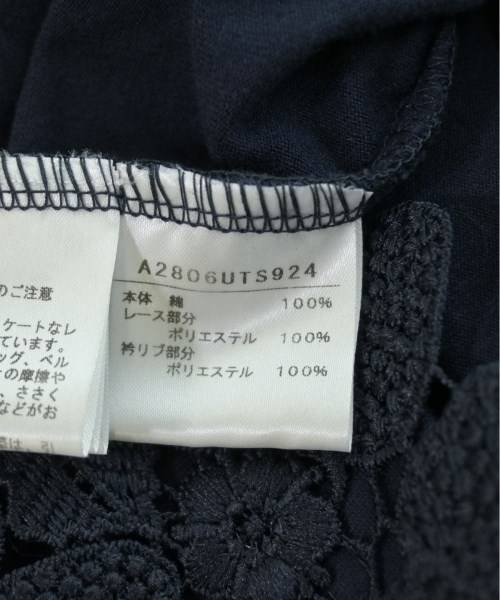 のご注意
ケートなレ
ています。
ッグ、ベル
の摩擦や
、ささく
などがお
A2806UTS924
本体 綿 100%
レース部分
ポリエステル 100%
衿リブ部分
ポリエステル 100%